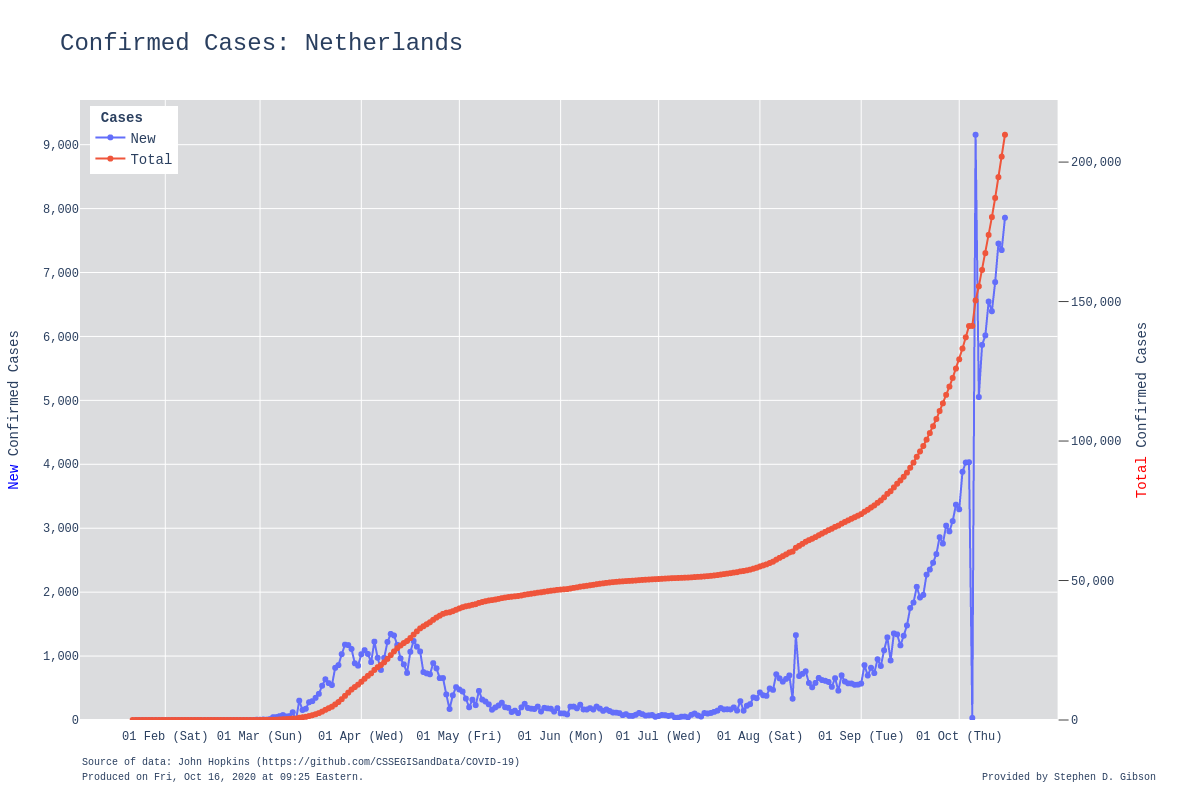 Confirmed Cases: Netherlands
Cases
New
Total
9,000
8,000
7,000
6,000
5,000
4,000
3,000
2,000
1,000
0
200,000
150,000
100,000
50,000
0
New Confirmed Cases
Total Confirmed Cases
01 Feb (Sat) 01 Mar (Sun) 01 Apr (Wed) 01 May (Fri) 01 Jun (Mon) 01 Jul (Wed) 01 Aug (Sat) 01 Sep (Tue) 01 Oct (Thu)
Source of data: John Hopkins (https://github.com/CSSEGISandData/COVID-19)
Produced on Fri, Oct 16, 2020 at 09:25 Eastern.
Provided by Stephen D. Gibson